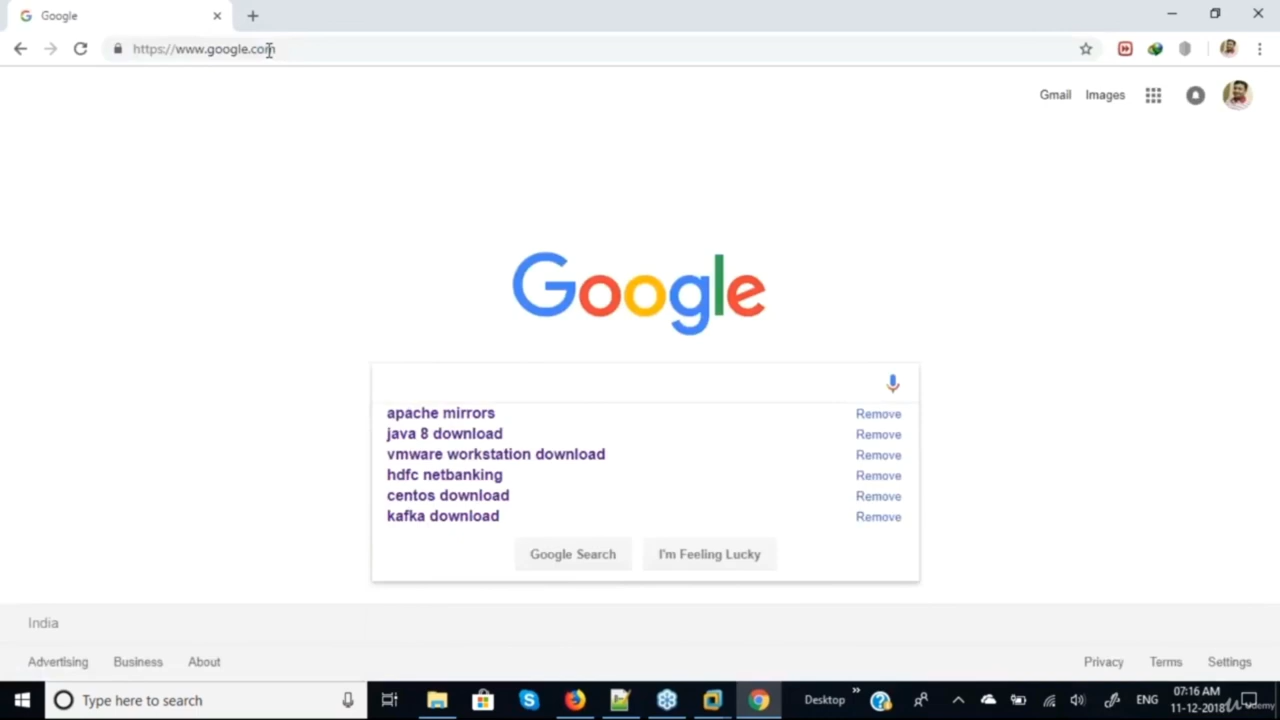 Google
https://www.google.com
Gmail Images
Google
apache mirrors Remove
java 8 download Remove
vmware workstation download Remove
hdfc netbanking Remove
centos download Remove
kafka download Remove
Google Search I'm Feeling Lucky
India
Advertising Business About Privacy Terms Settings
Type here to search Desktop ENG 07:16 AM
11-12-2018 Udemy